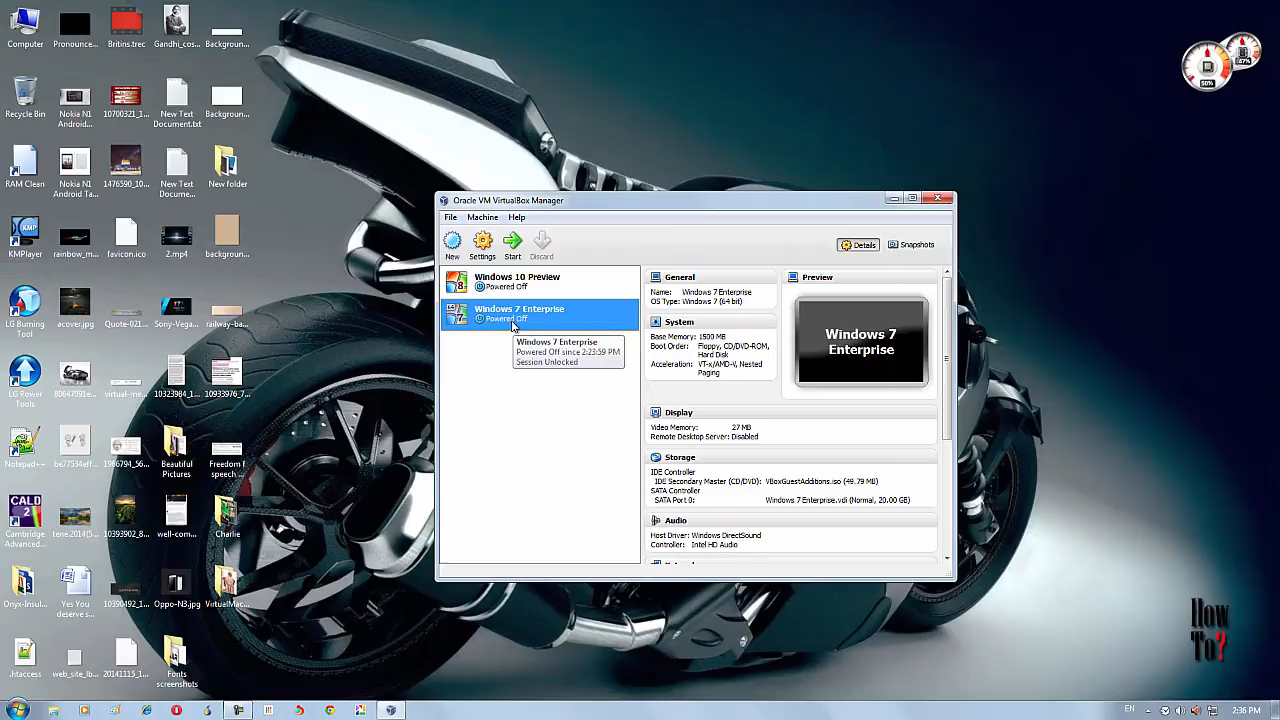 Computer
Pronounce...
Britins.trec
Gandhi_cos...
Background...
Recycle Bin
Nokia N1 Android...
10700321_1...
New Text Document.txt
Background...
RAM Clean
Nokia N1 Android Ta...
1476590_10...
New Text Docume...
New folder
KMPlayer
rainbow_m...
favicon.ico
2.mp4
backgroun...
LG Burning Tool
acover.jpg
Quote-021...
Sony-Vega...
railway-ba...
LG Power Tools
80647091e...
virtual-me...
10323984_1...
10933976_7...
Notepad++
be77534eff...
Beautiful Pictures
Freedom f speech -...
CALD
Cambridge Advanced...
tene.2014(5...
10393902_8...
well-com...
Charlie
Onyx-Insul...
Yes You deserve s...
10390492_1...
Oppo-N3.jpg
VirtualMac...
.htaccess
web_site_lb...
20141115_1...
Fonts screenshots
50%
47%
Oracle VM VirtualBox Manager
File Machine Help
New Settings Start Discard
Details Snapshots
Windows 10 Preview
Powered Off
Windows 7 Enterprise
Powered Off
Windows 7 Enterprise
Powered Off since 2:23:59 PM
Session Unlocked
General
Name: Windows 7 Enterprise
OS Type: Windows 7 (64 bit)
System
Base Memory: 1500 MB
Boot Order: Floppy, CD/DVD-ROM,
Hard Disk
Acceleration: VT-x/AMD-V, Nested
Paging
Preview
Windows 7
Enterprise
Display
Video Memory: 27 MB
Remote Desktop Server: Disabled
Storage
IDE Controller
IDE Secondary Master (CD/DVD): VBoxGuestAdditions.iso (49.79 MB)
SATA Controller
SATA Port 0: Windows 7 Enterprise.vdi (Normal, 20.00 GB)
Audio
Host Driver: Windows DirectSound
Controller: Intel HD Audio
How
To?
EN
2:36 PM